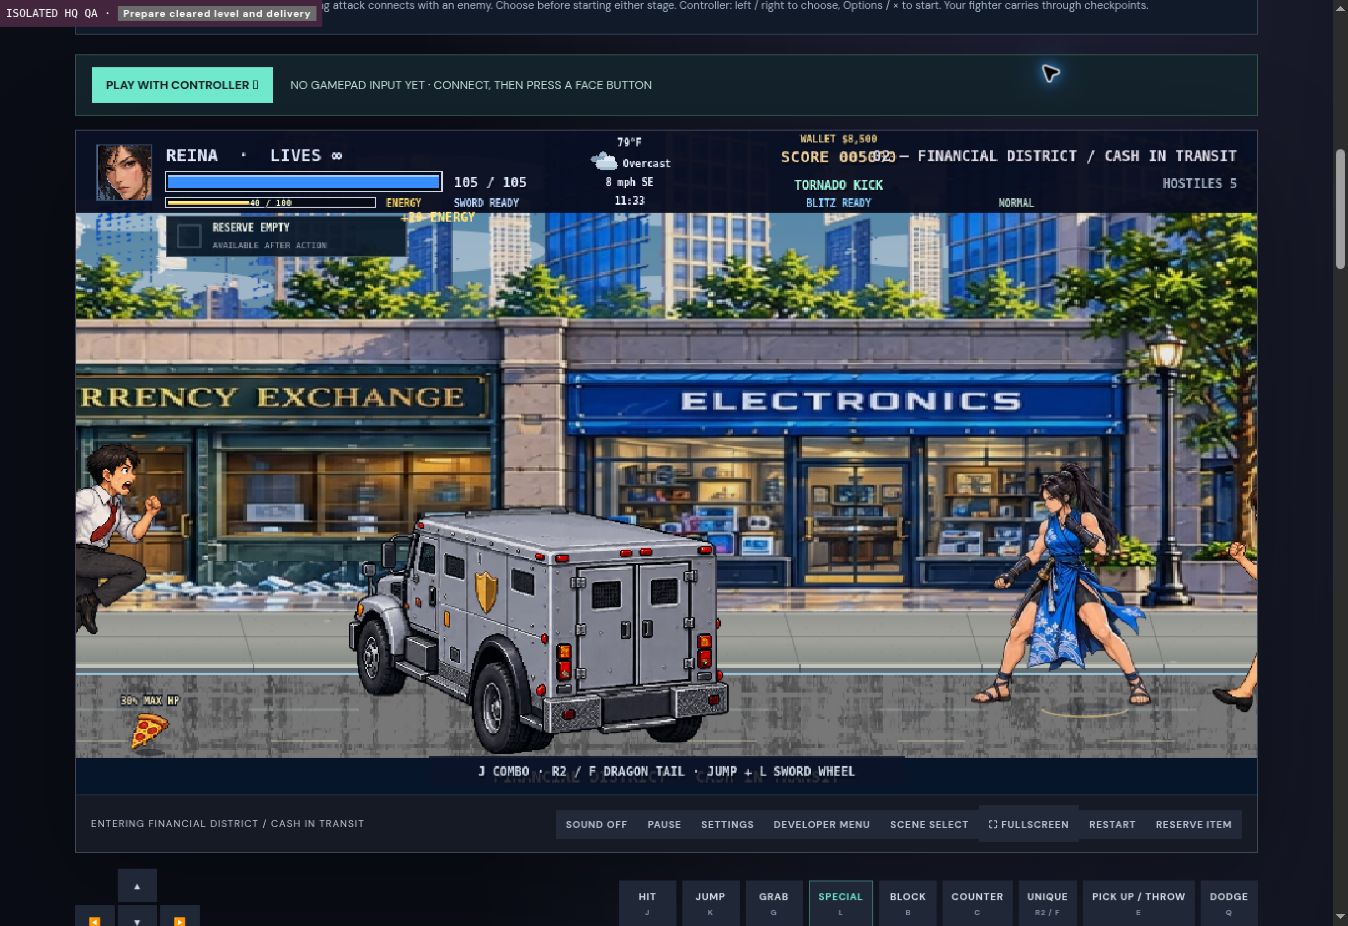 ISOLATED HQ QA · Prepare cleared level and delivery
g attack connects with an enemy. Choose before starting either stage. Controller: left / right to choose, Options / × to start. Your fighter carries through checkpoints.
PLAY WITH CONTROLLER
NO GAMEPAD INPUT YET · CONNECT, THEN PRESS A FACE BUTTON
REINA · LIVES ∞
105 / 105
40 / 100
ENERGY
SWORD READY
+20 ENERGY
RESERVE EMPTY
AVAILABLE AFTER ACTION
79°F
Overcast
8 mph SE
11:33
WALLET $8,500
SCORE
— FINANCIAL DISTRICT / CASH IN TRANSIT
TORNADO KICK
HOSTILES 5
BLITZ READY
NORMAL
RRENCY EXCHANGE
ELECTRONICS
30% MAX HP
J COMBO · R2 / F DRAGON TAIL · JUMP + L SWORD WHEEL
ENTERING FINANCIAL DISTRICT / CASH IN TRANSIT
SOUND OFF
PAUSE
SETTINGS
DEVELOPER MENU
SCENE SELECT
FULLSCREEN
RESTART
RESERVE ITEM
HIT
J
JUMP
K
GRAB
G
SPECIAL
L
BLOCK
B
COUNTER
C
UNIQUE
R2 / F
PICK UP / THROW
E
DODGE
Q